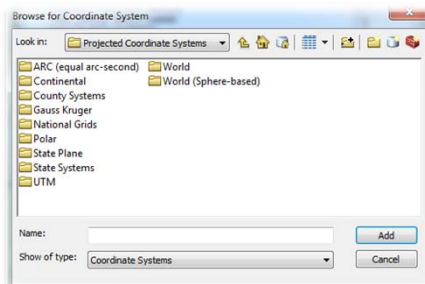 Browse for Coordinate System
Look in: Projected Coordinate Systems
ARC (equal arc-second)
Continental
County Systems
Gauss Kruger
National Grids
Polar
State Plane
State Systems
UTM
World
World (Sphere-based)
Name: Add
Show of type: Coordinate Systems Cancel